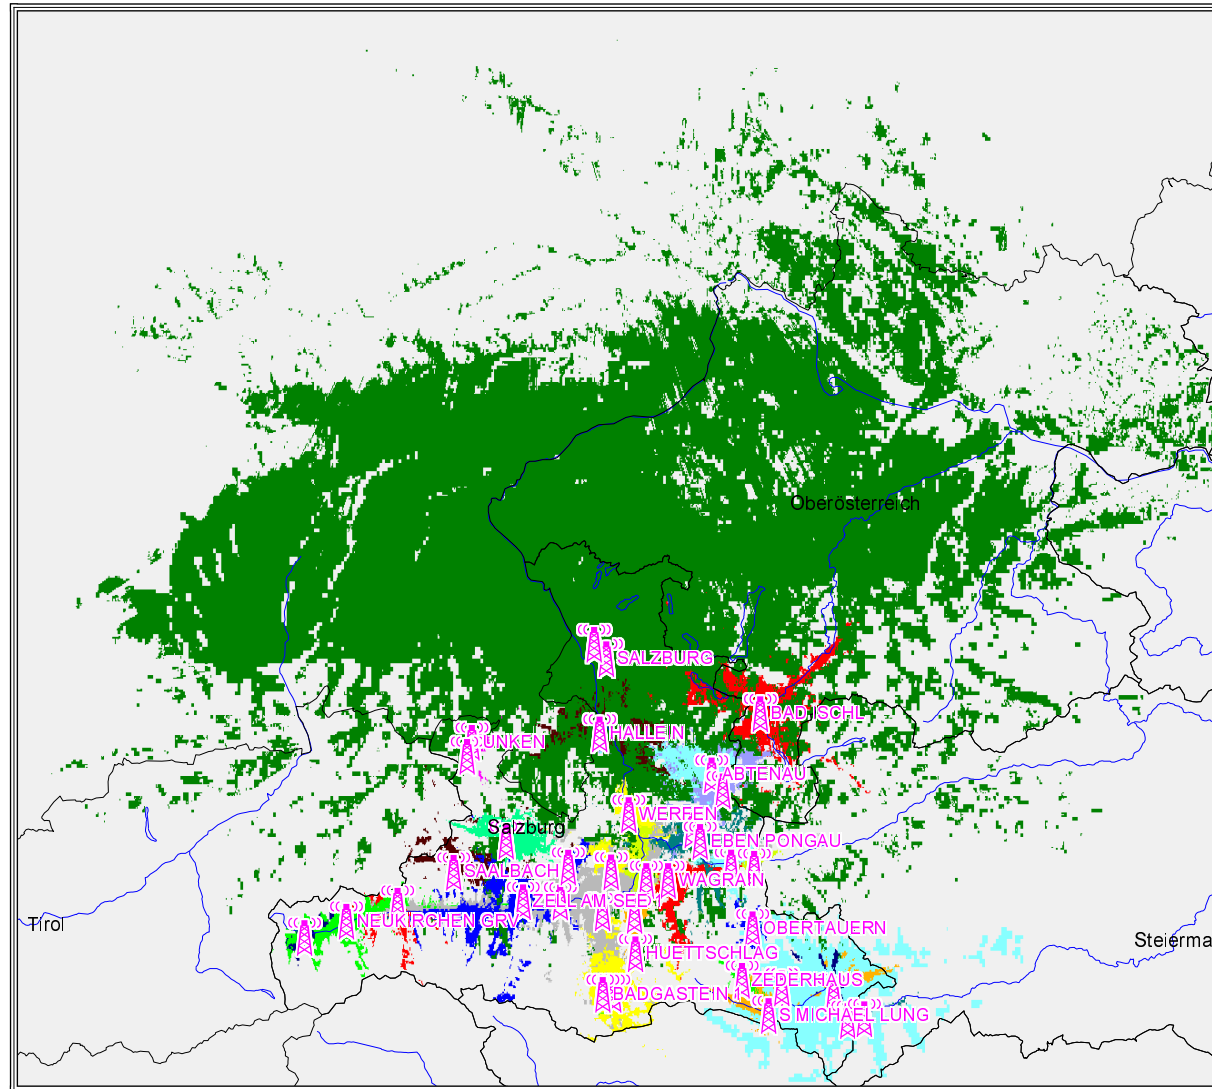 Oberösterreich
SALZBURG
BAD ISCHL
HALLEIN
UNKEN
ABTENAU
WERFEN
Salzburg
EBEN PONGAU
SAALBACH
WAGRAIN
ZELL AM SEE 1
NEUKIRCHEN GRV
Tirol
OBERTAUERN
Steierma
HUETTSCHLAG
ZEDERHAUS
BADGASTEIN 1
S MICHAEL LUNG